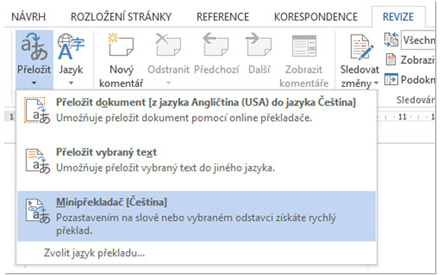 NÁVRH ROZLOŽENÍ STRÁNKY REFERENCE KORESPONDENCE REVIZE
Přeložit Jazyk Nový komentář Odstranit Předchozí Další Zobrazit komentáře Sledovat změny Všechn
Zobrazi
Podokn
Sledování
Přeložit dokument [z jazyka Angličtina (USA) do jazyka Čeština]
Umožňuje přeložit dokument pomocí online překladače.
Přeložit vybraný text
Umožňuje přeložit vybraný text do jiného jazyka.
Minipřekladač [Čeština]
Pozastavením na slově nebo vybraném odstavci získáte rychlý
překlad.
Zvolit jazyk překladu...